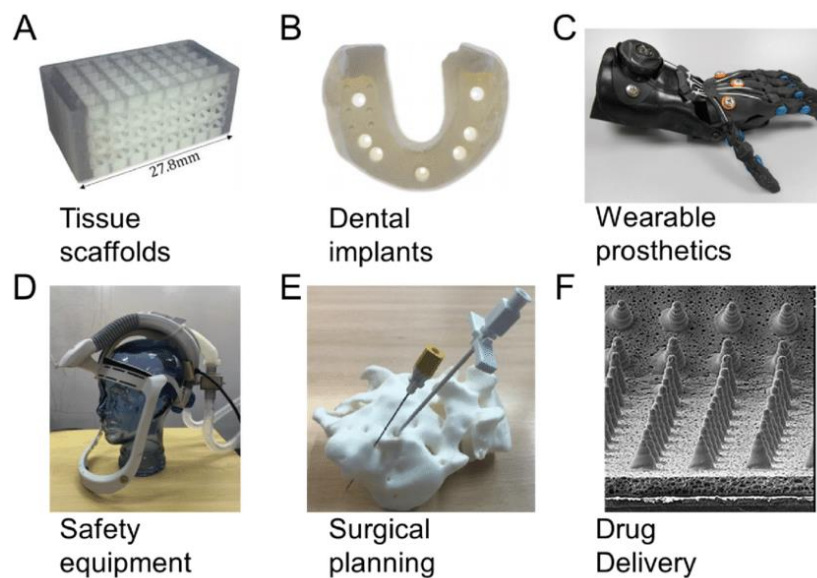 A
B
C
27.8mm
Tissue
scaffolds
Dental
implants
Wearable
prosthetics
D
E
F
Safety
equipment
Surgical
planning
Drug
Delivery